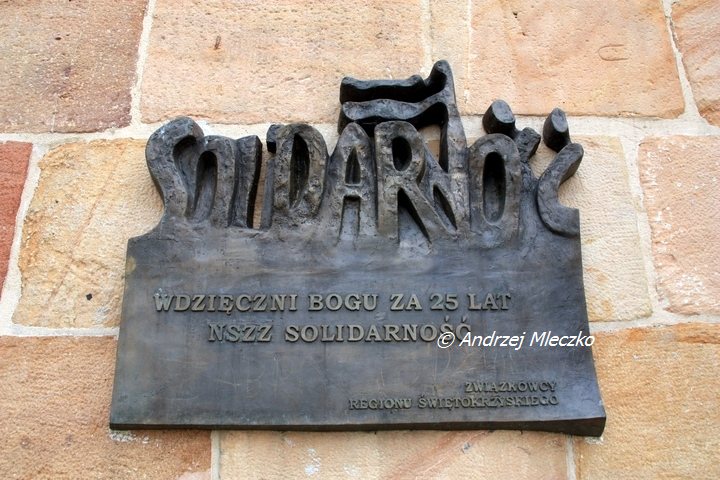 SOLIDARNOŚĆ
WDZIĘCZNI BOGU ZA 25 LAT
NSZZ SOLIDARNOŚĆ
© Andrzej Mleczko
ZWIĄZKOWCY
REGIONU ŚWIĘTOKRZYSKIEGO